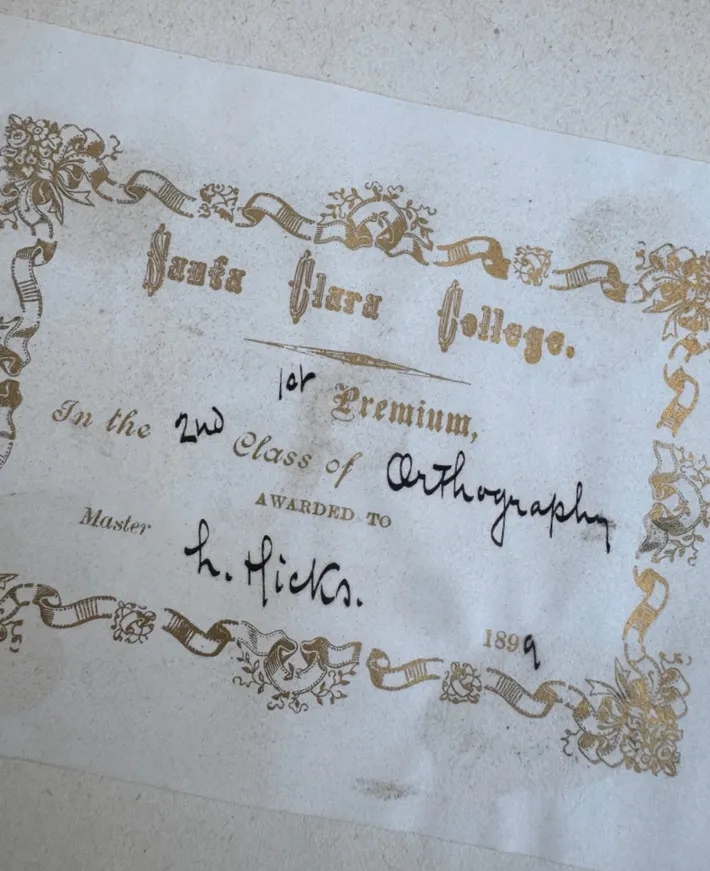 Santa Clara College.
1st Premium,
In the 2nd Class of Orthography
AWARDED TO
Master h. Hicks.
1899